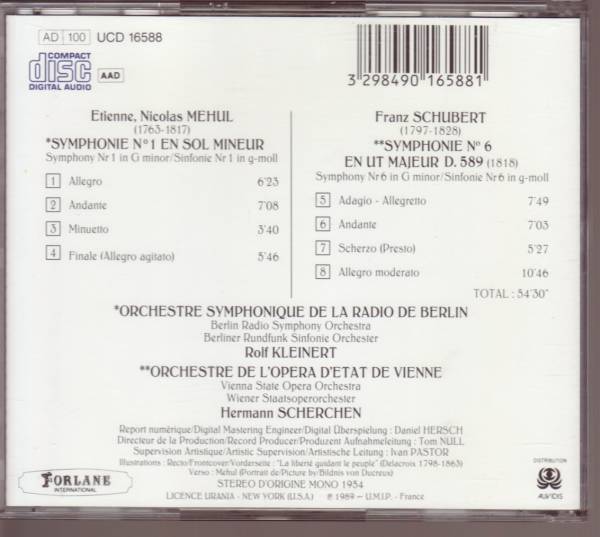 AD 100 UCD 16588
COMPACT
disc
DIGITAL AUDIO
AAD
3 298490 165881
Etienne, Nicolas MEHUL
(1763-1817)
*SYMPHONIE N°1 EN SOL MINEUR
Symphony Nr 1 in G minor/Sinfonie Nr 1 in g-moll
1 Allegro 6'23
2 Andante 7'08
3 Minuetto 3'40
4 Finale (Allegro agitato) 5'46
Franz SCHUBERT
(1797-1828)
**SYMPHONIE N° 6
EN UT MAJEUR D. 589 (1818)
Symphony Nr 6 in G minor/Sinfonie Nr 6 in g-moll
5 Adagio - Allegretto 7'49
6 Andante 7'03
7 Scherzo (Presto) 5'27
8 Allegro moderato 10'46
TOTAL : 54'30"
*ORCHESTRE SYMPHONIQUE DE LA RADIO DE BERLIN
Berlin Radio Symphony Orchestra
Berliner Rundfunk Sinfonie Orchester
Rolf KLEINERT
**ORCHESTRE DE L'OPERA D'ETAT DE VIENNE
Vienna State Opera Orchestra
Wiener Staatsoperorchester
Hermann SCHERCHEN
Report numérique/Digital Mastering Engineer/Digital Überspielung : Daniel HERSCH
Directeur de la Production/Record Producer/Produzent Aufnahmeleitung : Tom NULL
Supervision Artistique/Artistic Supervision/Artistische Leitung : Ivan PASTOR
Illustrations : Recto/Frontcover/Vorderseite : "La liberté guidant le peuple" (Delacroix 1798-1863)
Verso : Mehul (Portrait de/Picture by/Bildnis von Ducreux)
STEREO D'ORIGINE MONO 1954
LICENCE URANIA - NEW YORK (U.S.A.) ℗ 1989 - U.M.I.P. - France
FORLANE
INTERNATIONAL
DISTRIBUTION
AUVIDIS